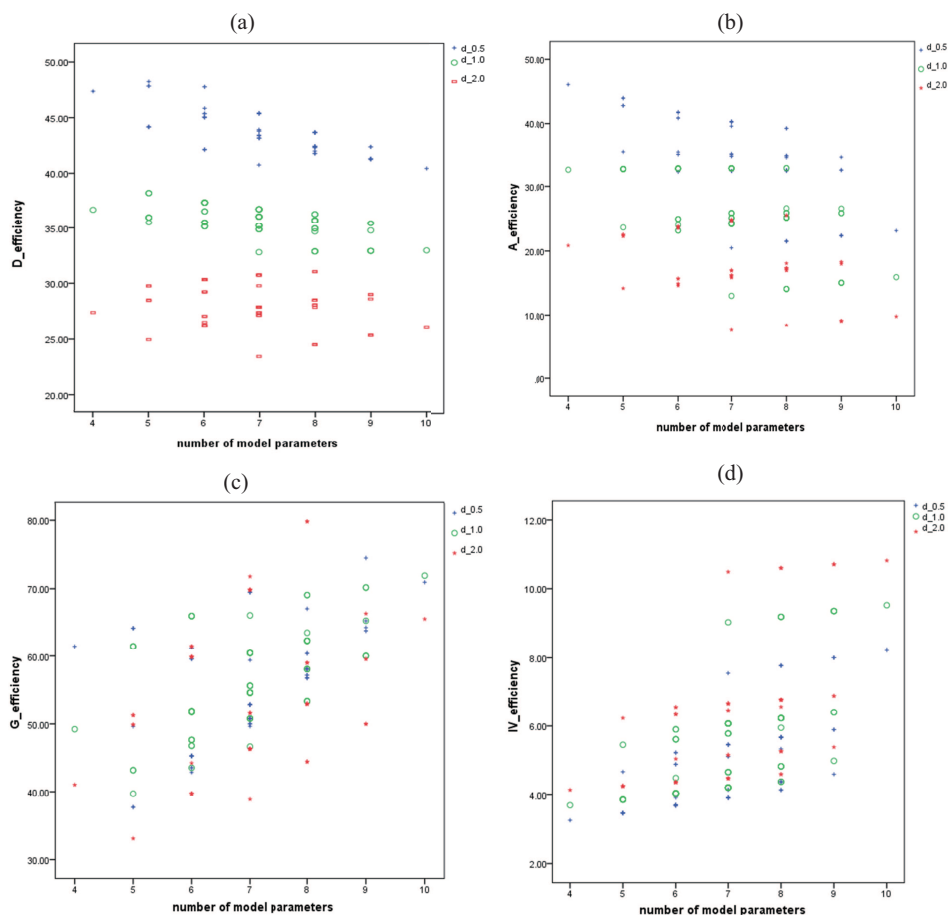 (a)
d_0.5
d_1.0
d_2.0
50.00
45.00
40.00
35.00
30.00
25.00
20.00
D_efficiency
4 5 6 7 8 9 10
number of model parameters
(b)
d_0.5
d_1.0
d_2.0
50.00
40.00
30.00
20.00
10.00
.00
A_efficiency
4 5 6 7 8 9 10
number of model parameters
(c)
d_0.5
d_1.0
d_2.0
80.00
70.00
60.00
50.00
40.00
30.00
G_efficiency
4 5 6 7 8 9 10
number of model parameters
(d)
d_0.5
d_1.0
d_2.0
12.00
10.00
8.00
6.00
4.00
2.00
IV_efficiency
4 5 6 7 8 9 10
number of model parameters